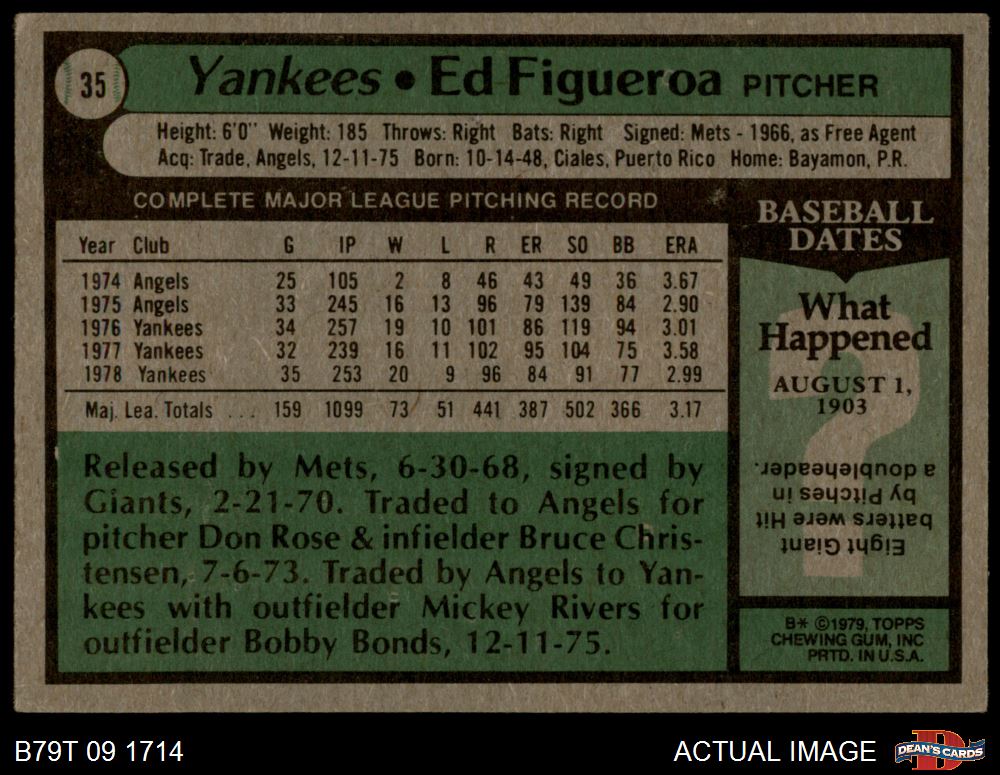 35
Yankees • Ed Figueroa PITCHER
Height: 6'0" Weight: 185 Throws: Right Bats: Right Signed: Mets - 1966, as Free Agent
Acq: Trade, Angels, 12-11-75 Born: 10-14-48, Ciales, Puerto Rico Home: Bayamon, P.R.
COMPLETE MAJOR LEAGUE PITCHING RECORD
Year Club G IP W L R ER SO BB ERA
1974 Angels 25 105 2 8 46 43 49 36 3.67
1975 Angels 33 245 16 13 96 79 139 84 2.90
1976 Yankees 34 257 19 10 101 86 119 94 3.01
1977 Yankees 32 239 16 11 102 95 104 75 3.58
1978 Yankees 35 253 20 9 96 84 91 77 2.99
Maj. Lea. Totals ... 159 1099 73 51 441 387 502 366 3.17
Released by Mets, 6-30-68, signed by
Giants, 2-21-70. Traded to Angels for
pitcher Don Rose & infielder Bruce Chris-
tensen, 7-6-73. Traded by Angels to Yan-
kees with outfielder Mickey Rivers for
outfielder Bobby Bonds, 12-11-75.
BASEBALL
DATES
What
Happened
AUGUST 1,
1903
?
Eight Giant
batters were Hit
by Pitches in
a doubleheader.
B* ©1979, TOPPS
CHEWING GUM, INC
PRTD. IN U.S.A.
B79T 09 1714
ACTUAL IMAGE
D
DEAN'S CARDS